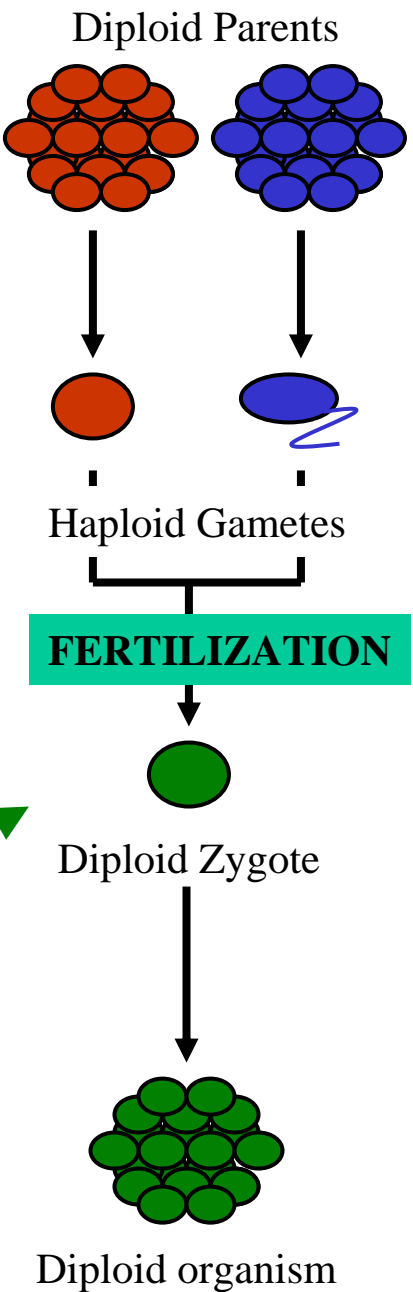 Diploid Parents
Haploid Gametes
FERTILIZATION
Diploid Zygote
Diploid organism